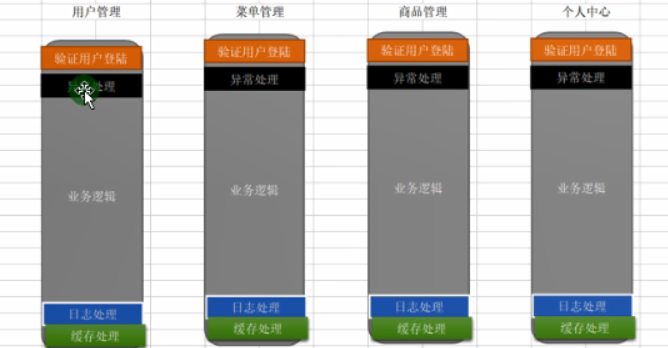 用户管理 菜单管理 商品管理 个人中心
验证用户登陆 验证用户登陆 验证用户登陆 验证用户登陆
处理 异常处理 异常处理 异常处理
业务逻辑 业务逻辑 业务逻辑 业务逻辑
日志处理 日志处理 日志处理 日志处理
缓存处理 缓存处理 缓存处理 缓存处理